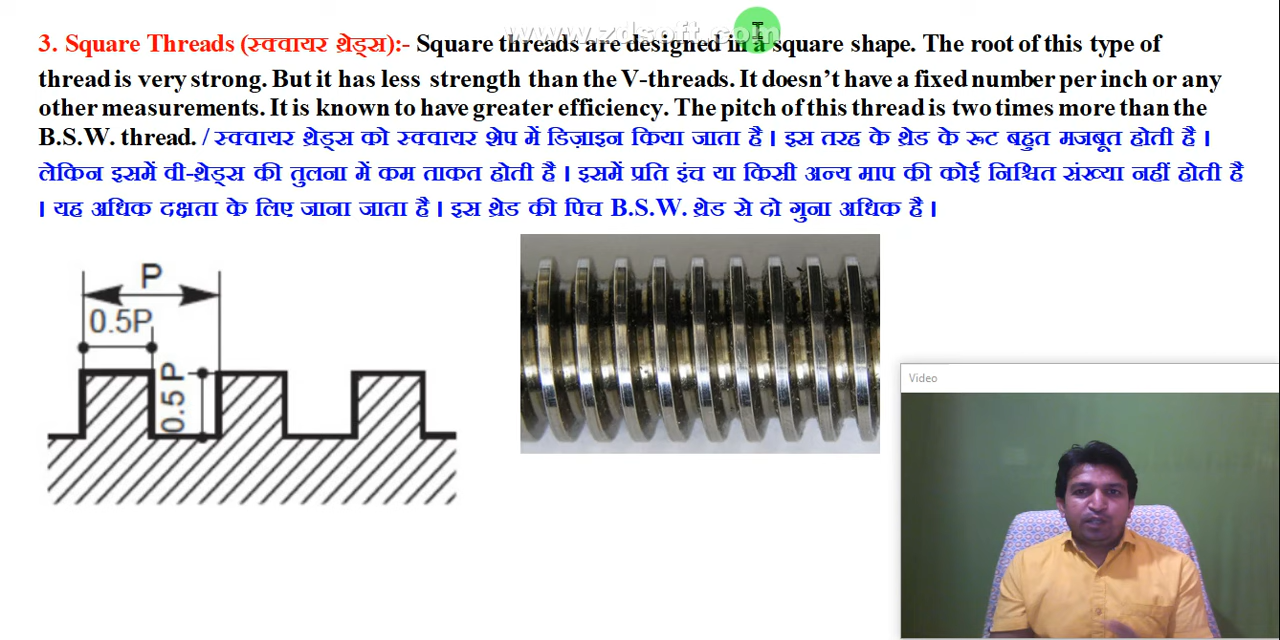 www.zdsoft.com
3. Square Threads (स्क्वायर थ्रेड्स):- Square threads are designed in a square shape. The root of this type of
thread is very strong. But it has less strength than the V-threads. It doesn't have a fixed number per inch or any
other measurements. It is known to have greater efficiency. The pitch of this thread is two times more than the
B.S.W. thread. / स्क्वायर थ्रेड्स को स्क्वायर शेप में डिज़ाइन किया जाता है। इस तरह के थ्रेड के रूट बहुत मजबूत होती है।
लेकिन इसमें वी-थ्रेड्स की तुलना में कम ताकत होती है। इसमें प्रति इंच या किसी अन्य माप की कोई निश्चित संख्या नहीं होती है
। यह अधिक दक्षता के लिए जाना जाता है। इस थ्रेड की पिच B.S.W. थ्रेड से दो गुना अधिक है।
P
0.5P
0.5 P
Video